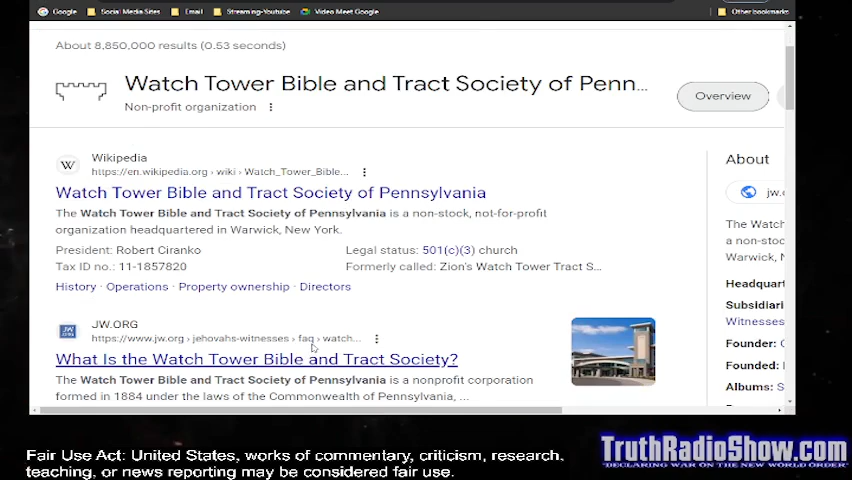 Google Social Media Sites Email Streaming-Youtube Video Meet Google Other bookmarks
About 8,850,000 results (0.53 seconds)
Watch Tower Bible and Tract Society of Penn...
Non-profit organization
Overview
Wikipedia
https://en.wikipedia.org › wiki › Watch_Tower_Bible...
Watch Tower Bible and Tract Society of Pennsylvania
The Watch Tower Bible and Tract Society of Pennsylvania is a non-stock, not-for-profit
organization headquartered in Warwick, New York.
President: Robert Ciranko Legal status: 501(c)(3) church
Tax ID no.: 11-1857820 Formerly called: Zion's Watch Tower Tract S...
History · Operations · Property ownership · Directors
JW.ORG
https://www.jw.org › jehovahs-witnesses › faq › watch...
What Is the Watch Tower Bible and Tract Society?
The Watch Tower Bible and Tract Society of Pennsylvania is a nonprofit corporation
formed in 1884 under the laws of the Commonwealth of Pennsylvania, ...
About
jw.o
The Watc
a non-stoc
Warwick, N
Headquart
Subsidiari
Witnesses
Founder: C
Founded:
Albums: S
Fair Use Act: United States, works of commentary, criticism, research,
teaching, or news reporting may be considered fair use.
TruthRadioShow.com
"DECLARING WAR ON THE NEW WORLD ORDER"